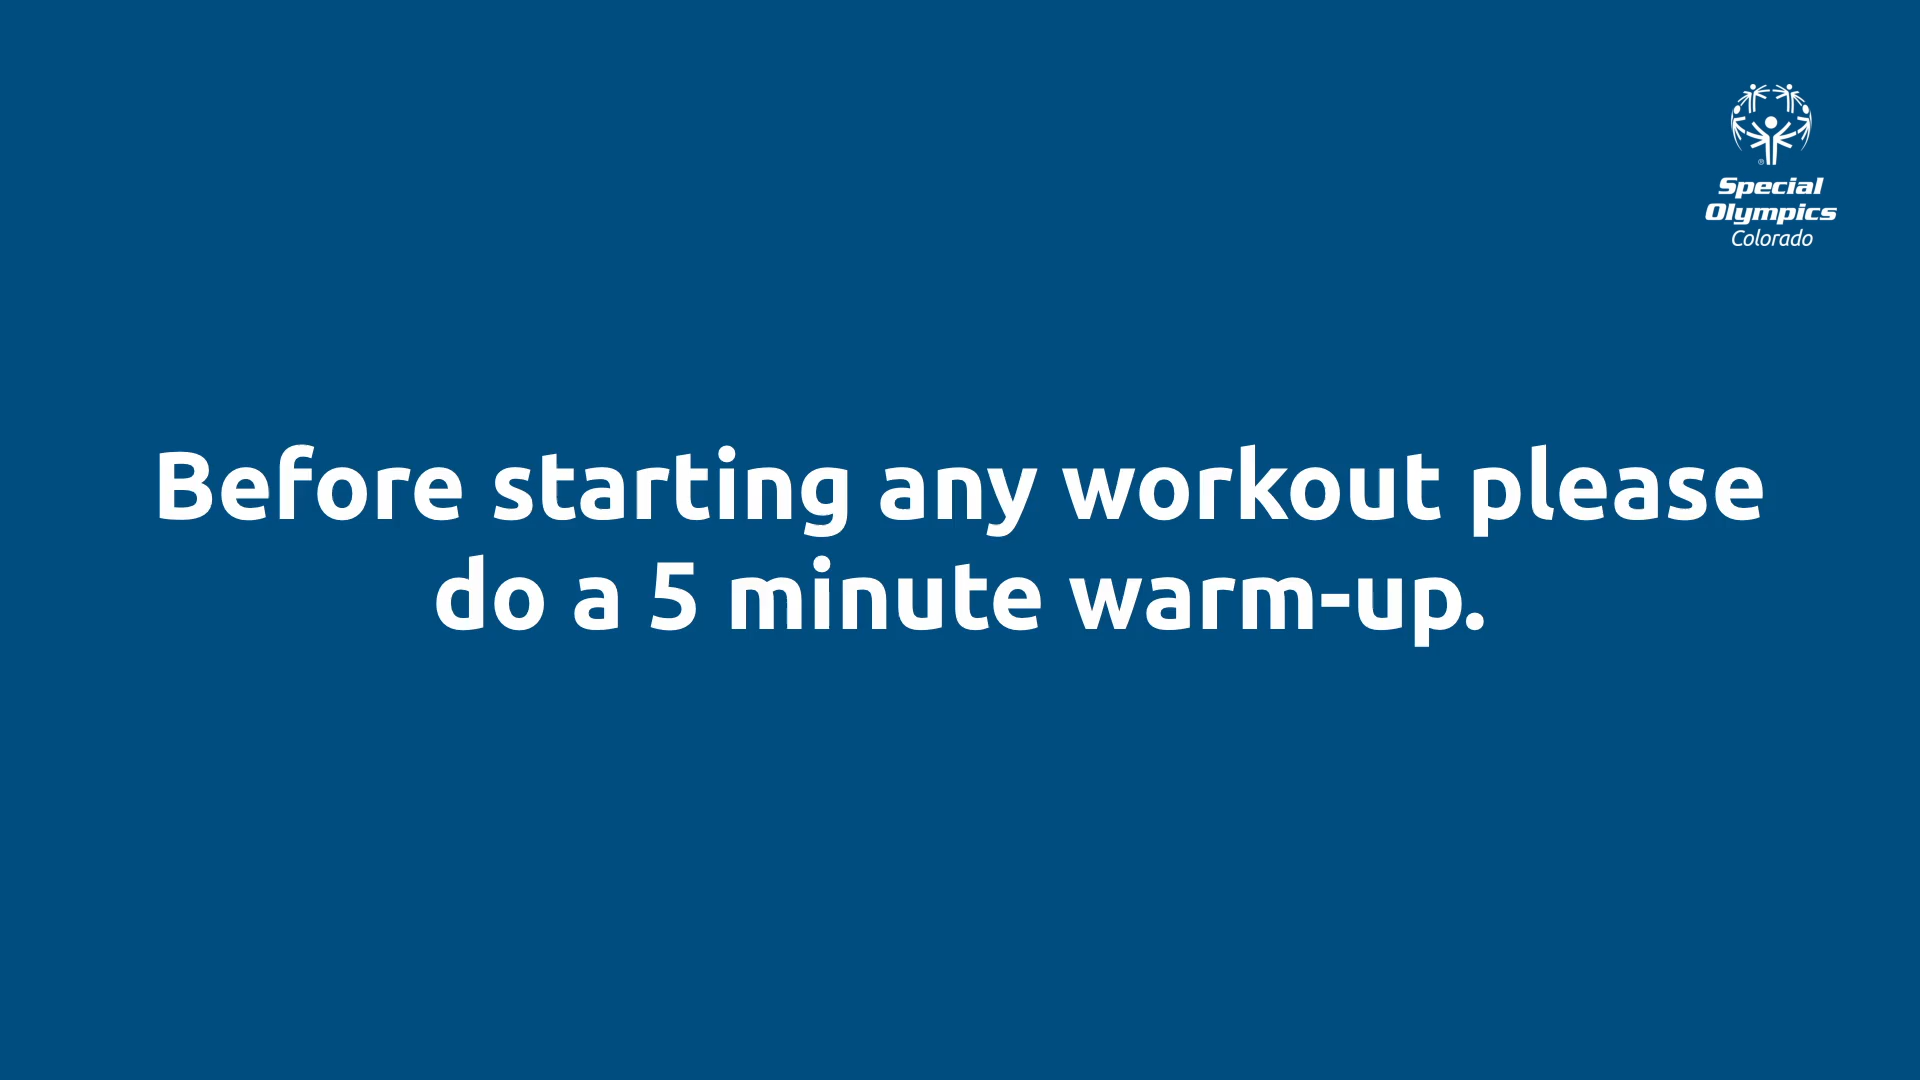 Special
Olympics
Colorado
Before starting any workout please
do a 5 minute warm-up.